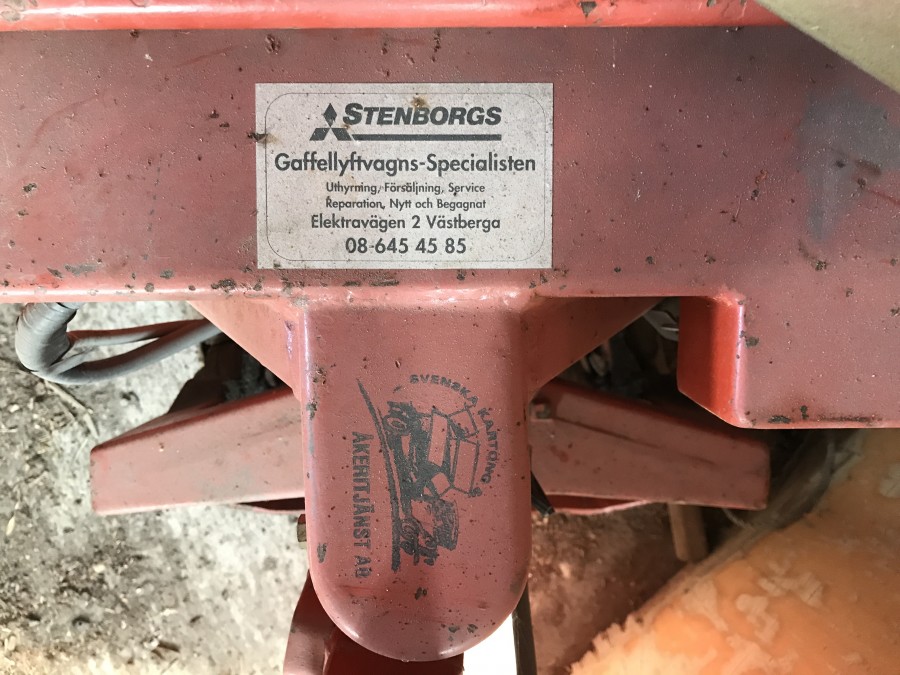 STENBORGS
Gaffellyftvagns-Specialisten
Uthyrning, Försäljning, Service
Reparation, Nytt och Begagnat
Elektravägen 2 Västberga
08-645 45 85
SVENSKA KARTONG
ÅKERITJÄNST AB